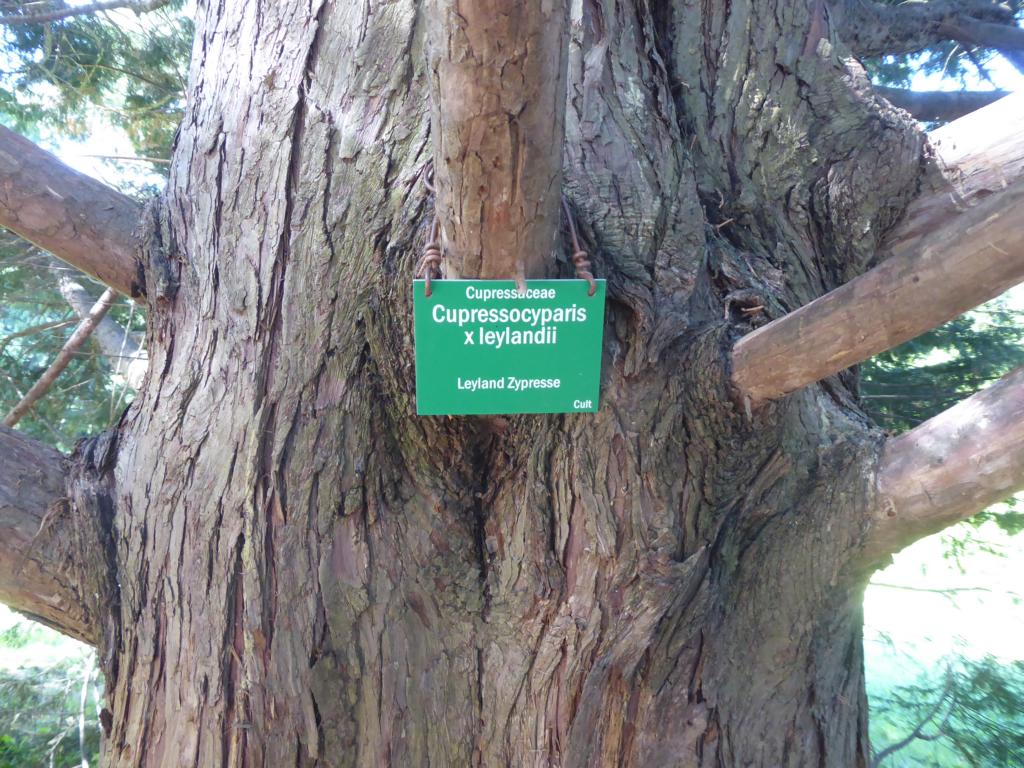 Cupressaceae
Cupressocyparis
x leylandii
Leyland Zypresse
Cult